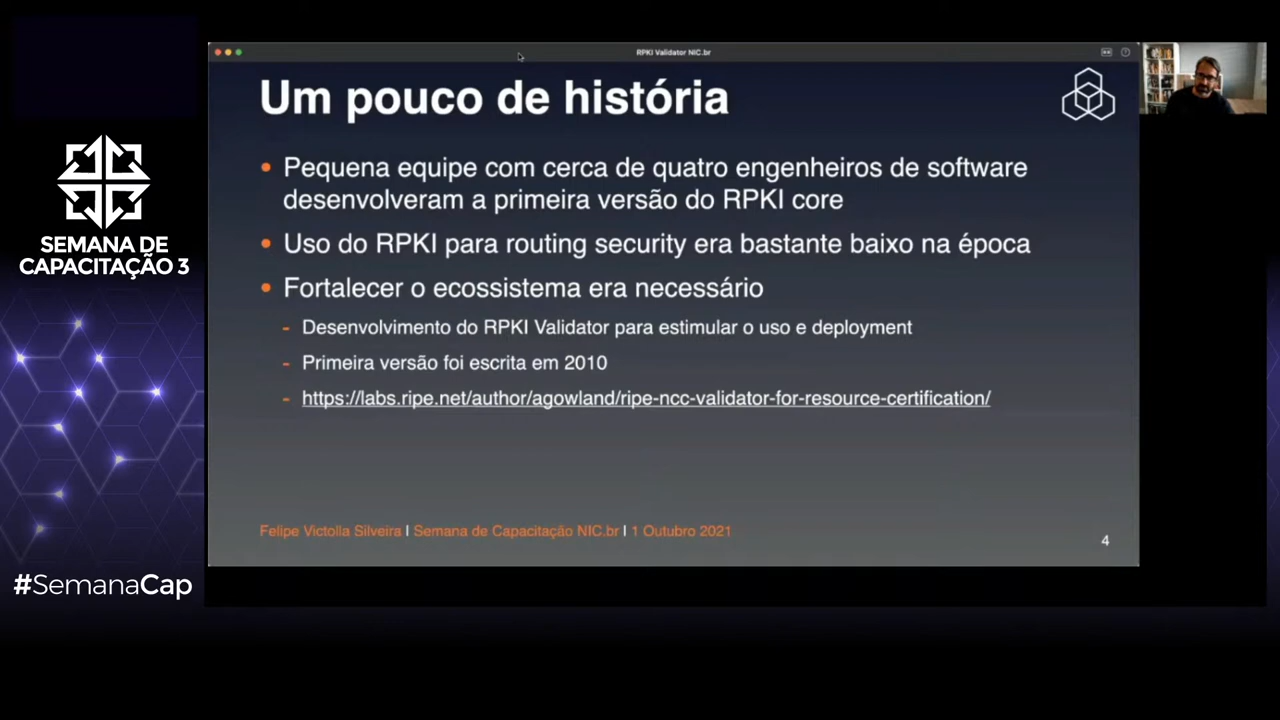 RPKI Validator NIC.br
Um pouco de história
• Pequena equipe com cerca de quatro engenheiros de software
desenvolveram a primeira versão do RPKI core
• Uso do RPKI para routing security era bastante baixo na época
• Fortalecer o ecossistema era necessário
- Desenvolvimento do RPKI Validator para estimular o uso e deployment
- Primeira versão foi escrita em 2010
- https://labs.ripe.net/author/agowland/ripe-ncc-validator-for-resource-certification/
Felipe Victolla Silveira | Semana de Capacitação NIC.br | 1 Outubro 2021
4
SEMANA DE
CAPACITAÇÃO 3
#SemanaCap